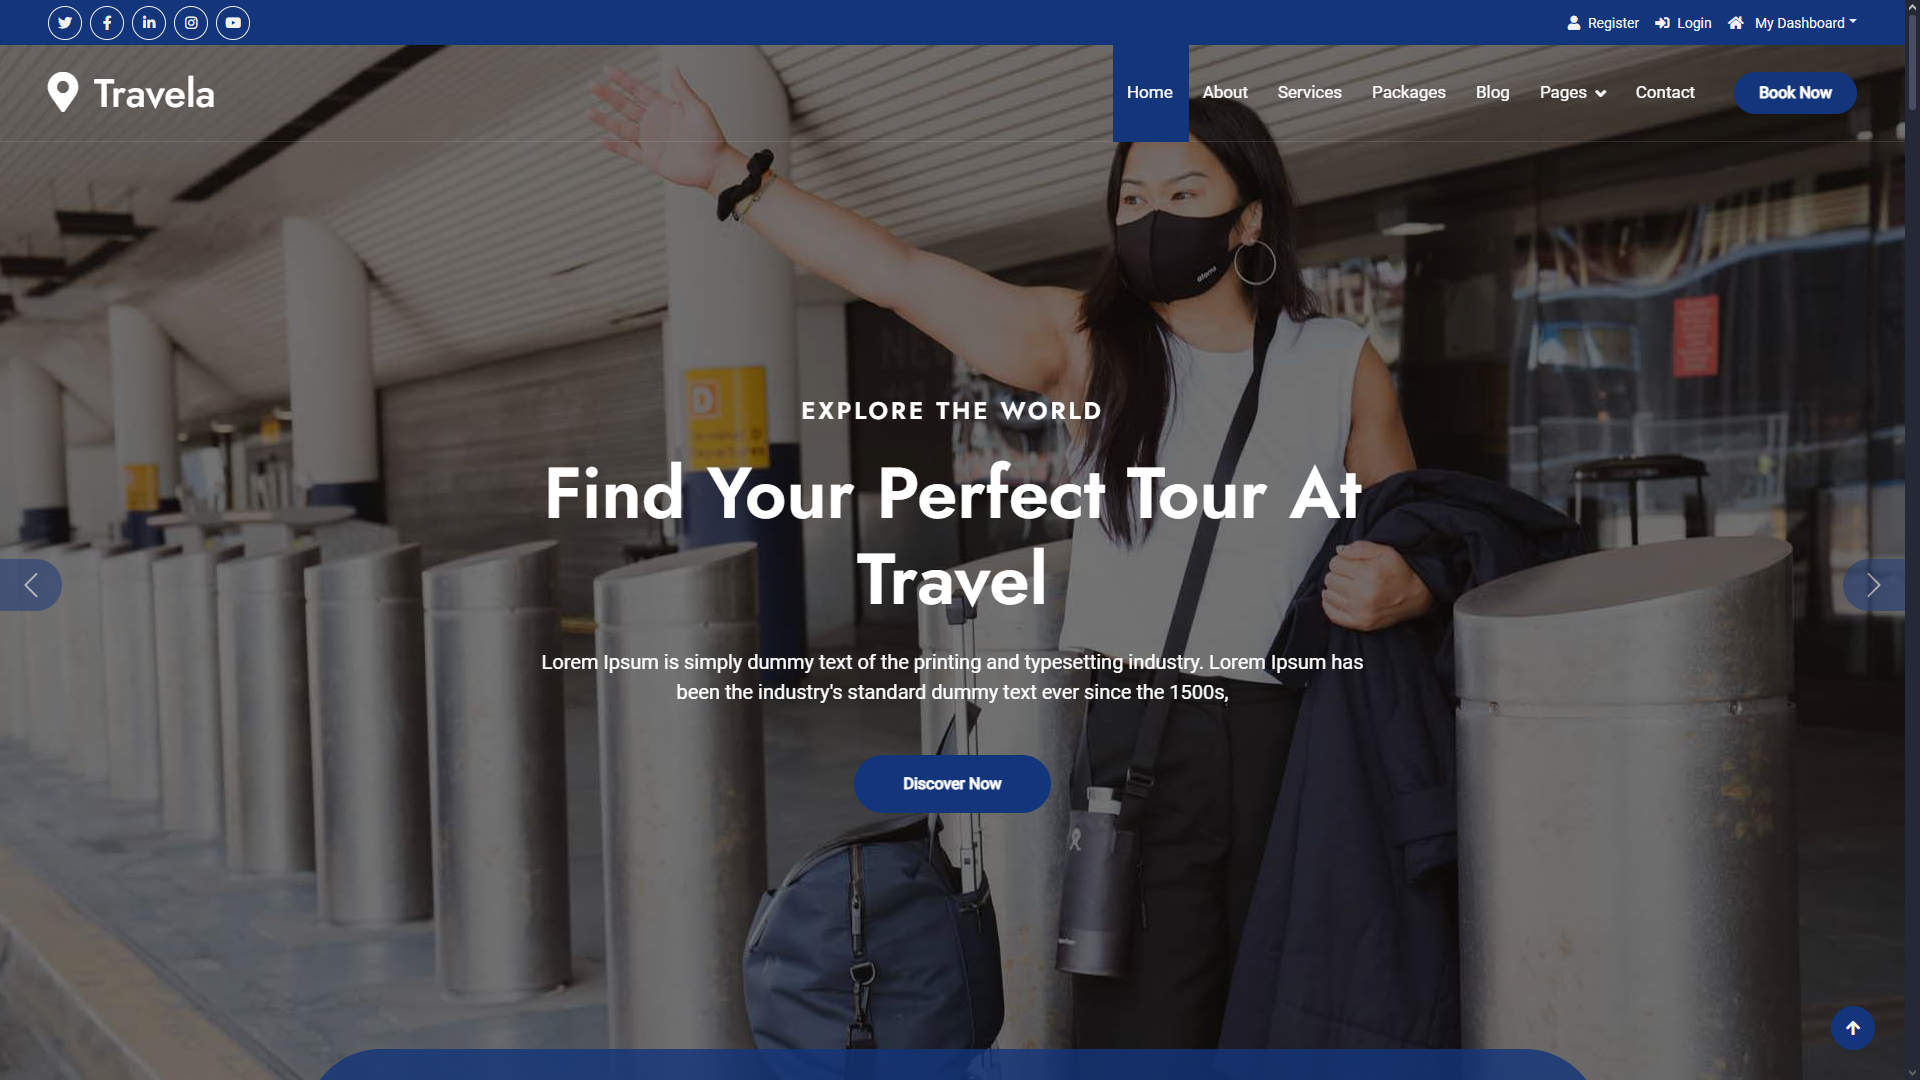 Register Login My Dashboard
Travela
Home About Services Packages Blog Pages Contact Book Now
EXPLORE THE WORLD
Find Your Perfect Tour At
Travel
Lorem Ipsum is simply dummy text of the printing and typesetting industry. Lorem Ipsum has
been the industry's standard dummy text ever since the 1500s,
Discover Now
D